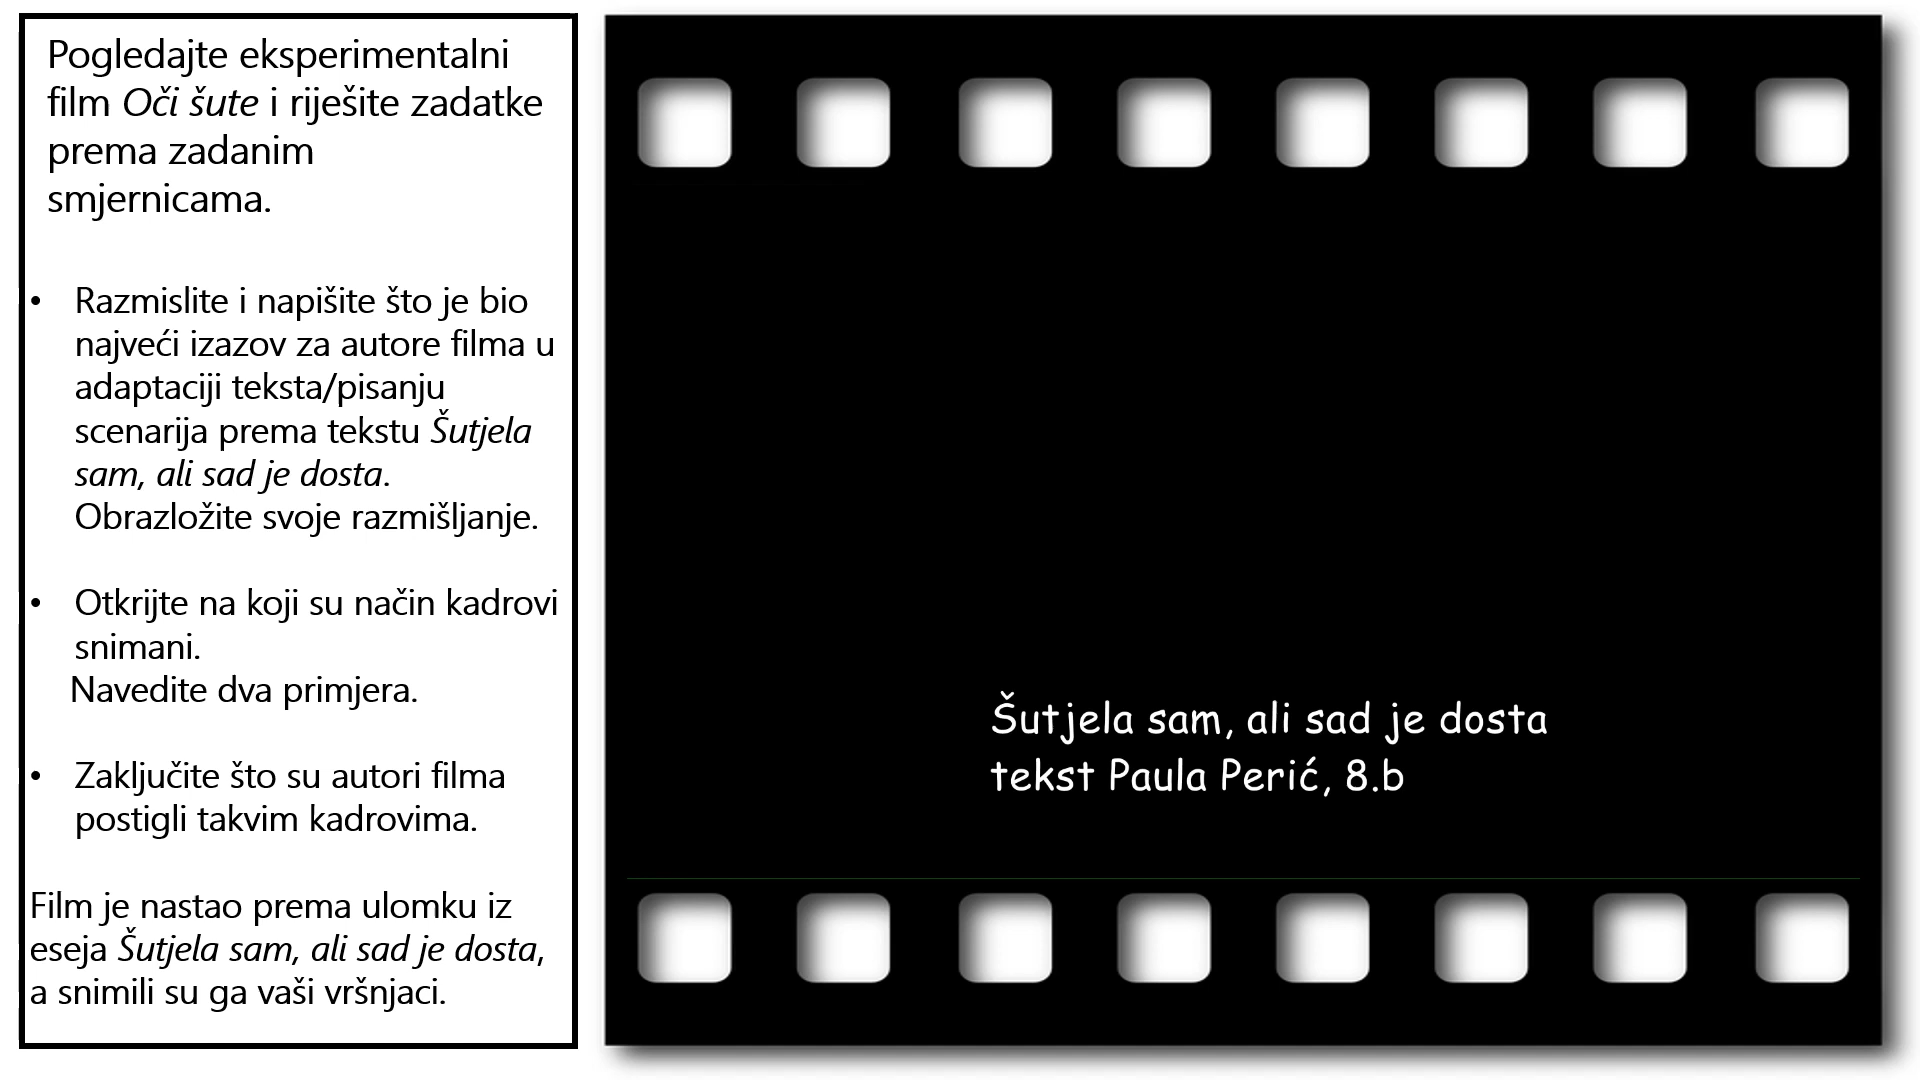 Pogledajte eksperimentalni
film Oči šute i riješite zadatke
prema zadanim
smjernicama.
• Razmislite i napišite što je bio
najveći izazov za autore filma u
adaptaciji teksta/pisanju
scenarija prema tekstu Šutjela
sam, ali sad je dosta.
Obrazložite svoje razmišljanje.
• Otkrijte na koji su način kadrovi
snimani.
Navedite dva primjera.
• Zaključite što su autori filma
postigli takvim kadrovima.
Film je nastao prema ulomku iz
eseja Šutjela sam, ali sad je dosta,
a snimili su ga vaši vršnjaci.
Šutjela sam, ali sad je dosta
tekst Paula Perić, 8.b